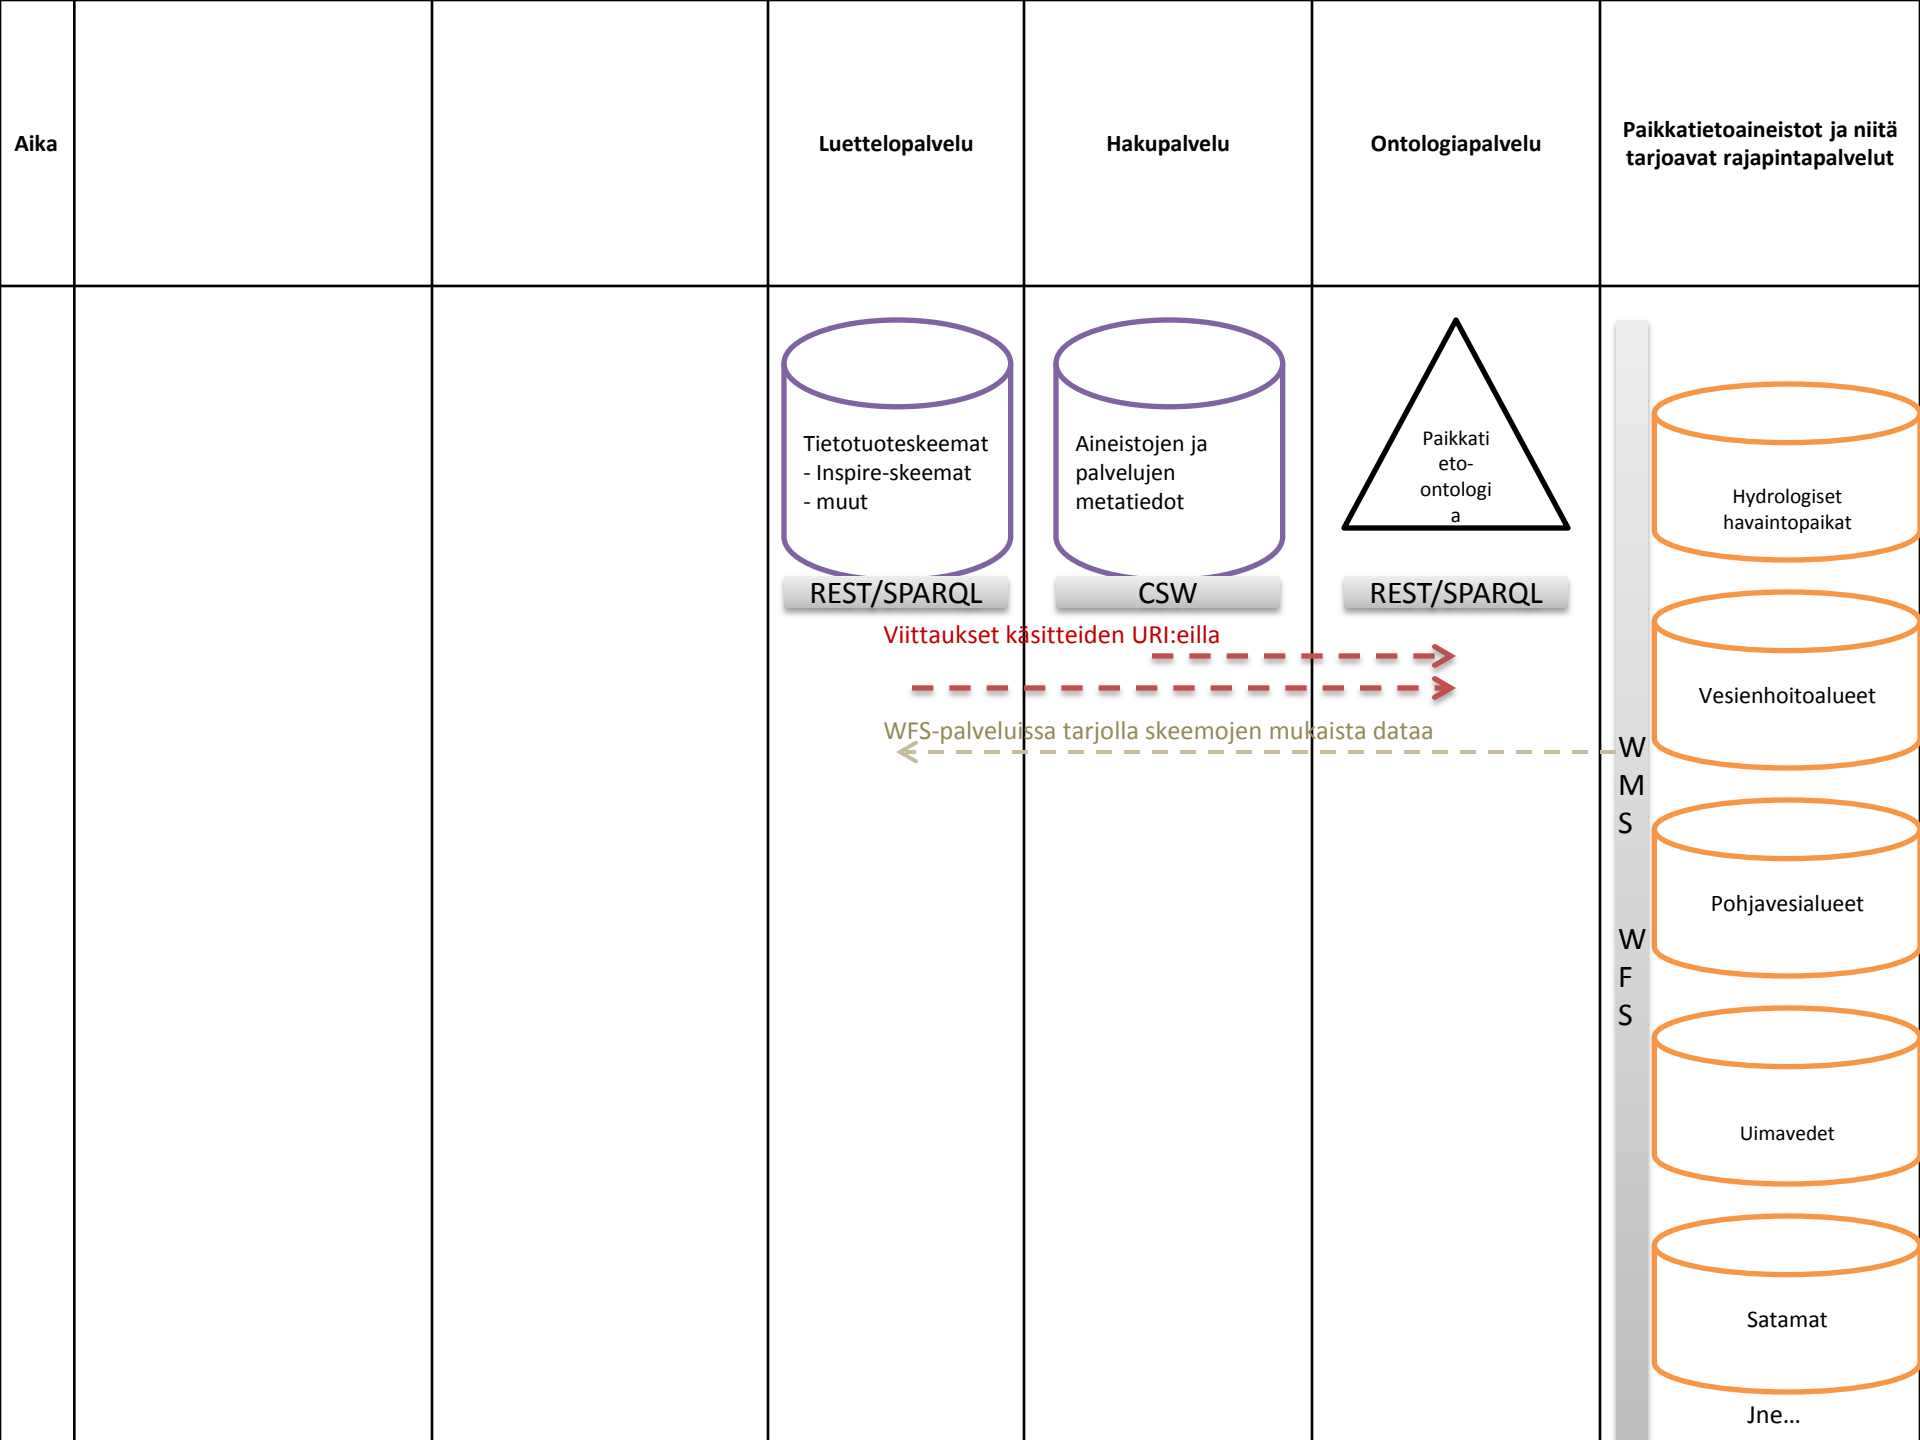 Aika
Luettelopalvelu
Hakupalvelu
Ontologiapalvelu
Paikkatietoaineistot ja niitä
tarjoavat rajapintapalvelut
Tietotuoteskeemat
- Inspire-skeemat
- muut
REST/SPARQL
Aineistojen ja
palvelujen
metatiedot
CSW
Paikkati
eto-
ontologi
a
REST/SPARQL
Viittaukset käsitteiden URI:eilla
WFS-palveluissa tarjolla skeemojen mukaista dataa
W
M
S
W
F
S
Hydrologiset
havaintopaikat
Vesienhoitoalueet
Pohjavesialueet
Uimavedet
Satamat
Jne...